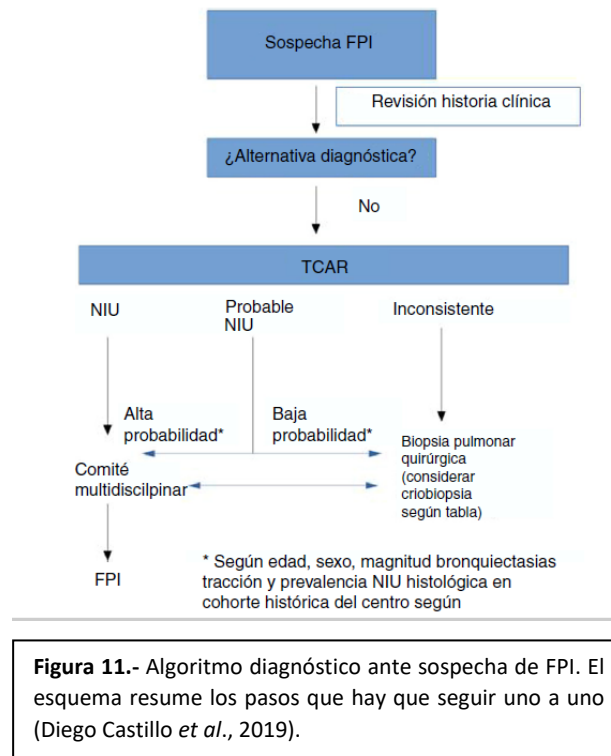 Sospecha FPI
Revisión historia clínica
¿Alternativa diagnóstica?
No
TCAR
NIU
Probable
NIU
Inconsistente
Alta
probabilidad*
Baja
probabilidad*
Biopsia pulmonar
quirúrgica
(considerar
criobiopsia
según tabla)
Comité
multidiscilpinar
FPI
* Según edad, sexo, magnitud bronquiectasias
tracción y prevalencia NIU histológica en
cohorte histórica del centro según
Figura 11.- Algoritmo diagnóstico ante sospecha de FPI. El
esquema resume los pasos que hay que seguir uno a uno
(Diego Castillo et al., 2019).